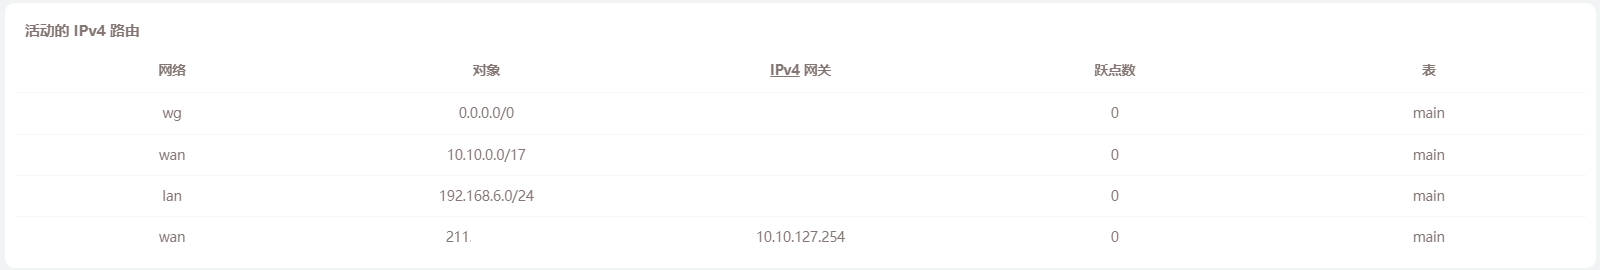 活动的 IPv4 路由
网络 对象 IPv4 网关 跃点数 表
wg 0.0.0.0/0 0 main
wan 10.10.0.0/17 0 main
lan 192.168.6.0/24 0 main
wan 211. 10.10.127.254 0 main